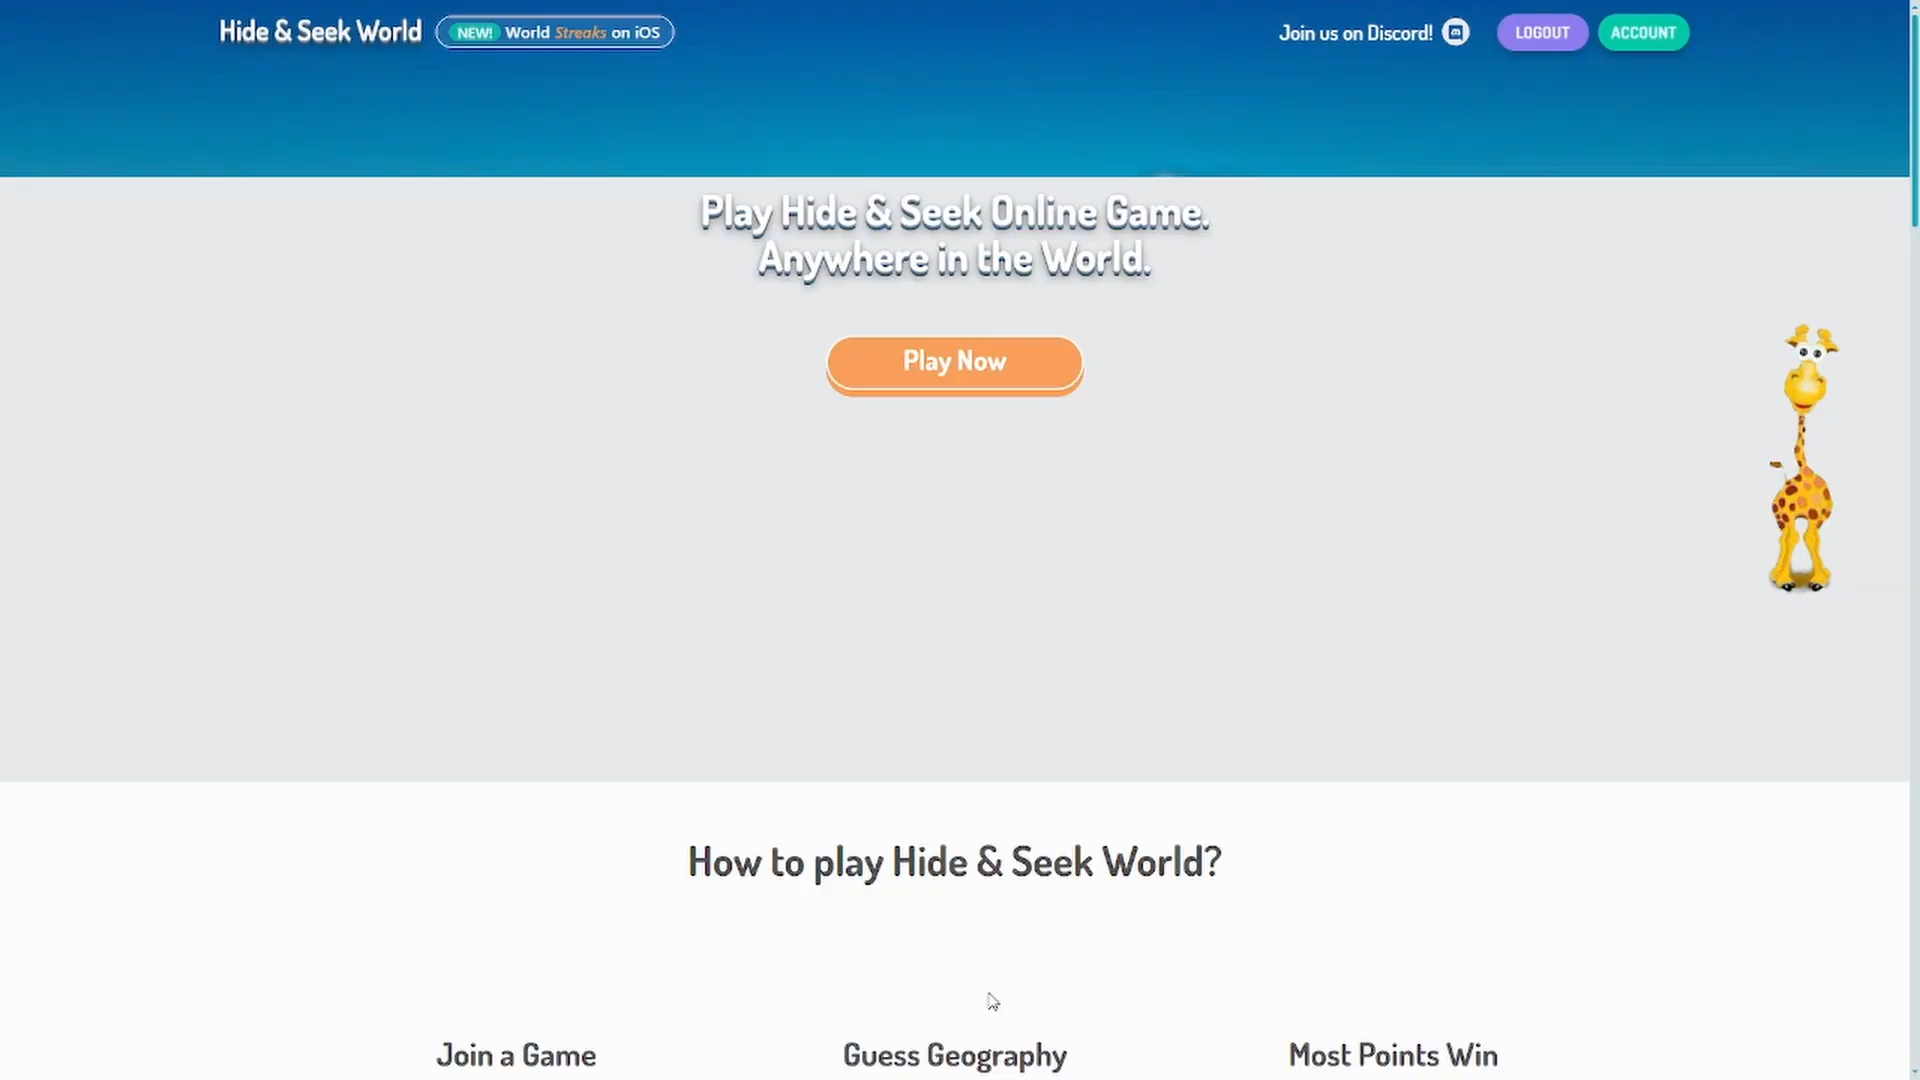 Hide & Seek World
NEW! World Streaks on iOS
Join us on Discord!
LOGOUT
ACCOUNT
Play Hide & Seek Online Game.
Anywhere in the World.
Play Now
How to play Hide & Seek World?
Join a Game
Guess Geography
Most Points Win